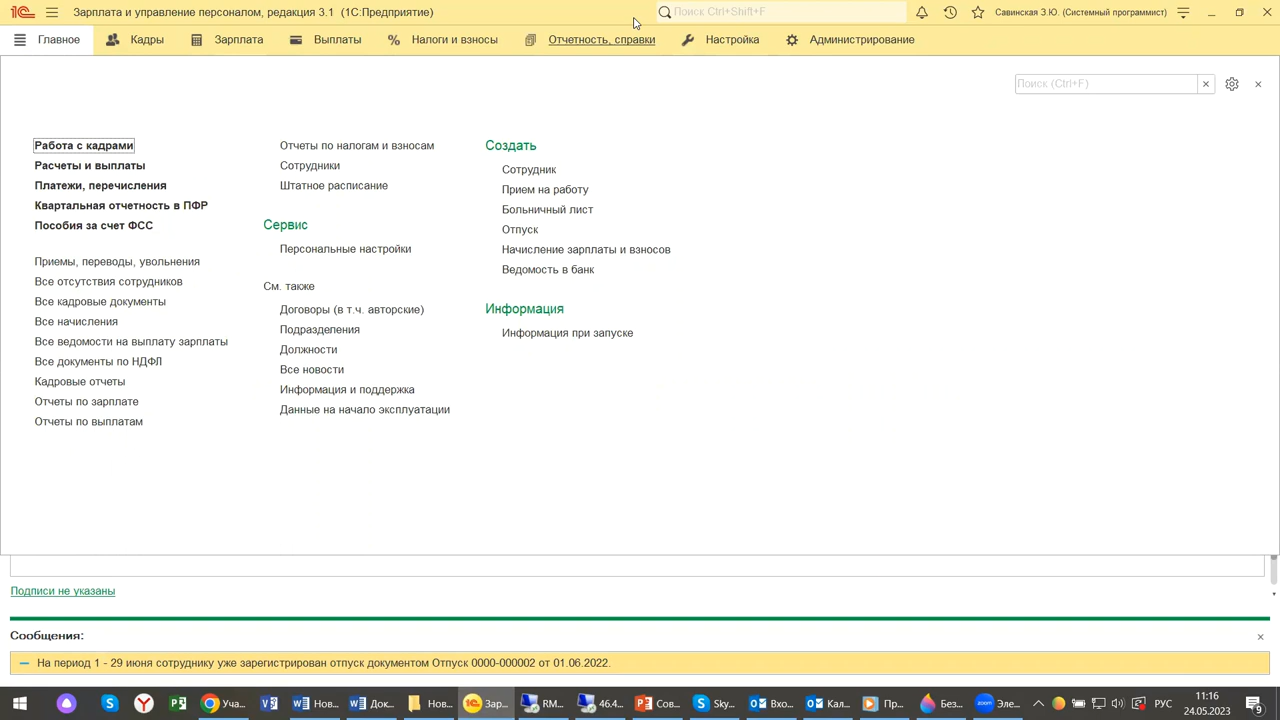 Зарплата и управление персоналом, редакция 3.1 (1С:Предприятие)
Поиск Ctrl+Shift+F
Савинская З.Ю. (Системный программист)
Главное
Кадры
Зарплата
Выплаты
Налоги и взносы
Отчетность, справки
Настройка
Администрирование
Поиск (Ctrl+F)
Работа с кадрами
Расчеты и выплаты
Платежи, перечисления
Квартальная отчетность в ПФР
Пособия за счет ФСС
Приемы, переводы, увольнения
Все отсутствия сотрудников
Все кадровые документы
Все начисления
Все ведомости на выплату зарплаты
Все документы по НДФЛ
Кадровые отчеты
Отчеты по зарплате
Отчеты по выплатам
Отчеты по налогам и взносам
Сотрудники
Штатное расписание
Сервис
Персональные настройки
См. также
Договоры (в т.ч. авторские)
Подразделения
Должности
Все новости
Информация и поддержка
Данные на начало эксплуатации
Создать
Сотрудник
Прием на работу
Больничный лист
Отпуск
Начисление зарплаты и взносов
Ведомость в банк
Информация
Информация при запуске
Подписи не указаны
Сообщения:
На период 1 - 29 июня сотруднику уже зарегистрирован отпуск документом Отпуск 0000-000002 от 01.06.2022.
Уча...
Нов...
Док...
Нов...
Зар...
RM...
46.4...
Сов...
Sky...
Вхо...
Кал...
Пр...
Без...
Эле...
РУС
11:16
24.05.2023
9